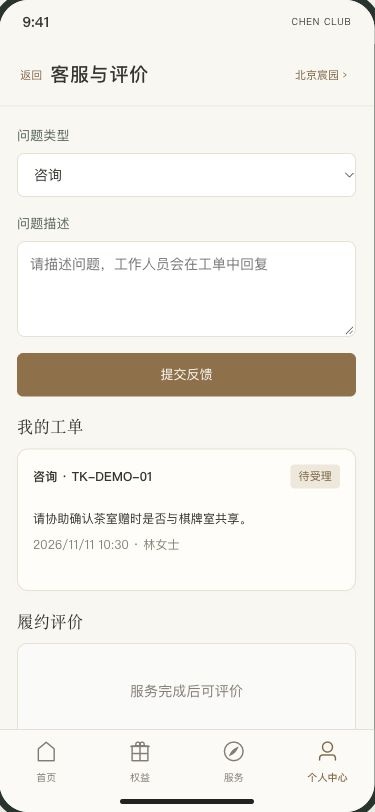 9:41 CHEN CLUB
返回 客服与评价 北京宸园 ›
问题类型
咨询
问题描述
请描述问题，工作人员会在工单中回复
提交反馈
我的工单
咨询 · TK-DEMO-01 待受理
请协助确认茶室赠时是否与棋牌室共享。
2026/11/11 10:30 · 林女士
履约评价
服务完成后可评价
首页 权益 服务 个人中心